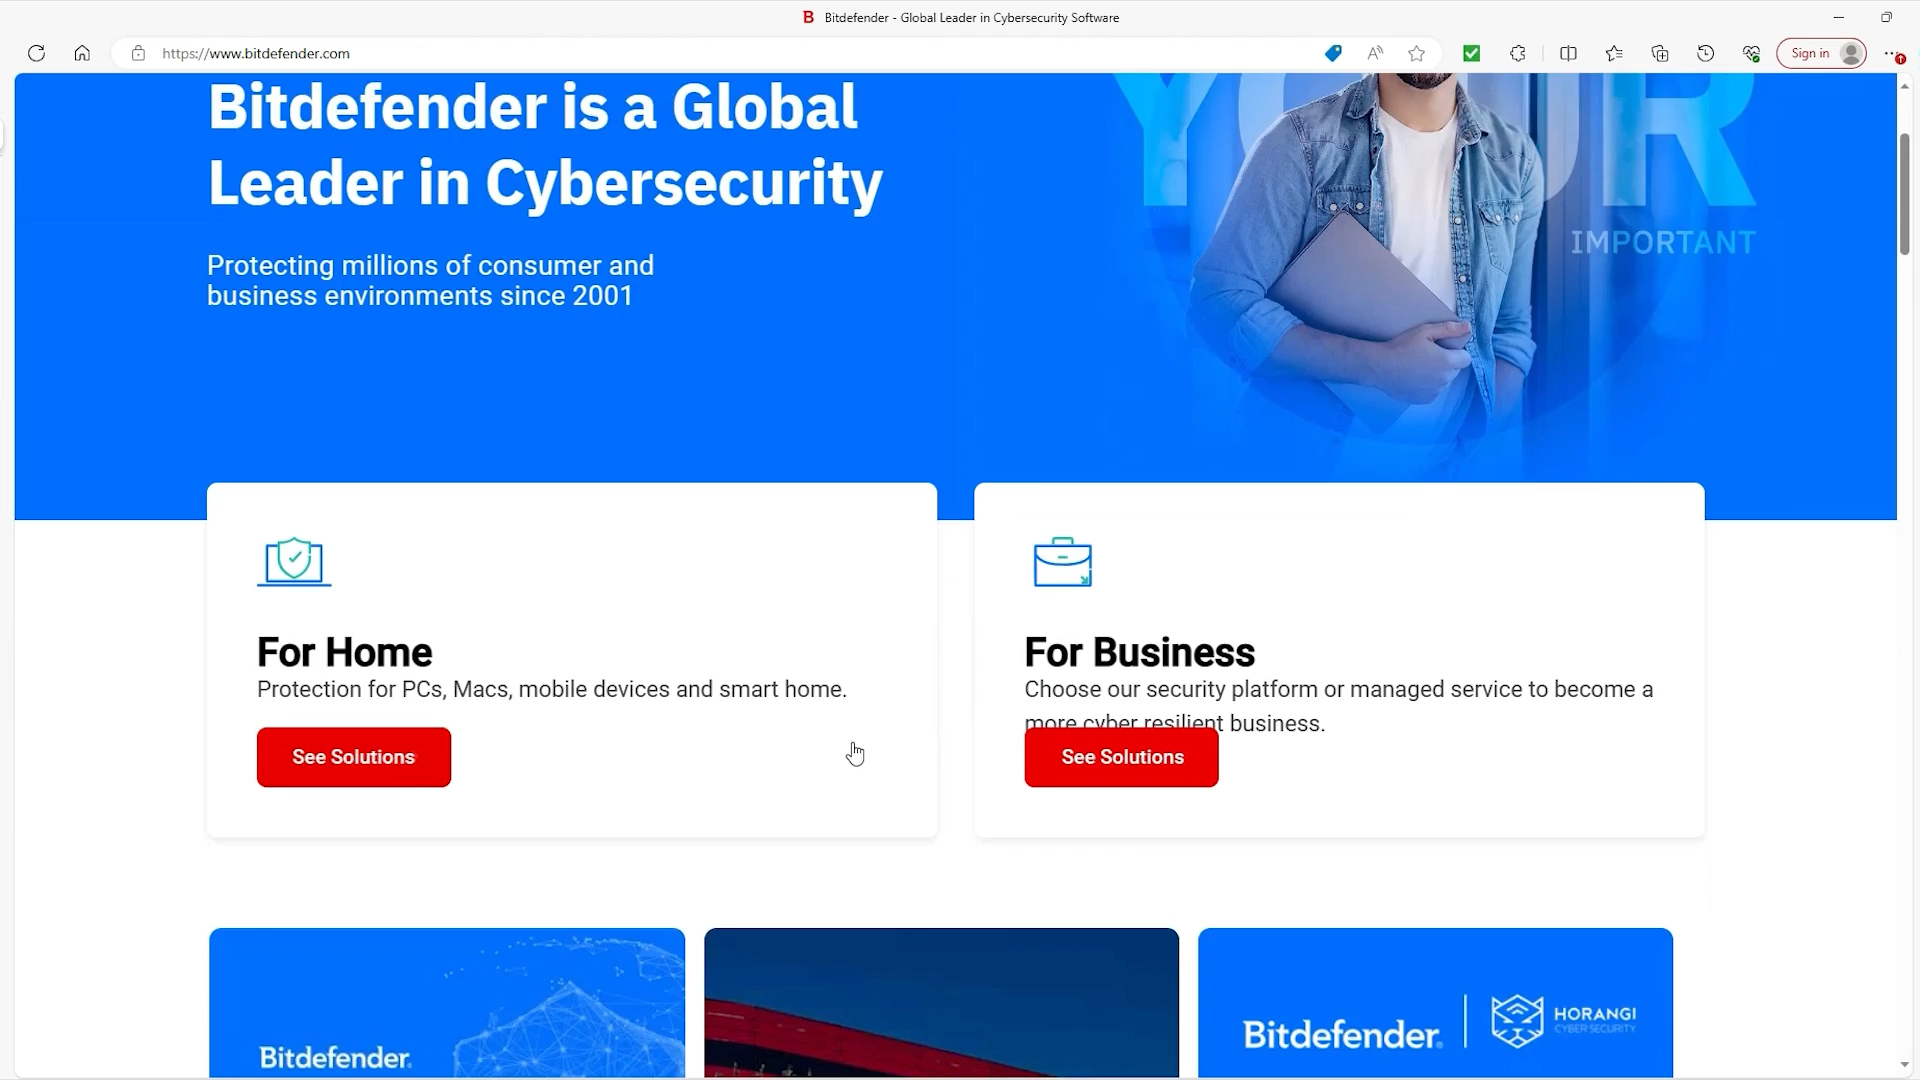 B Bitdefender - Global Leader in Cybersecurity Software
https://www.bitdefender.com
Sign in
YOUR
IMPORTANT
Bitdefender is a Global
Leader in Cybersecurity
Protecting millions of consumer and
business environments since 2001
For Home
Protection for PCs, Macs, mobile devices and smart home.
See Solutions
For Business
Choose our security platform or managed service to become a
more cyber resilient business.
See Solutions
Bitdefender.
Bitdefender. | HORANGI
CYBER SECURITY